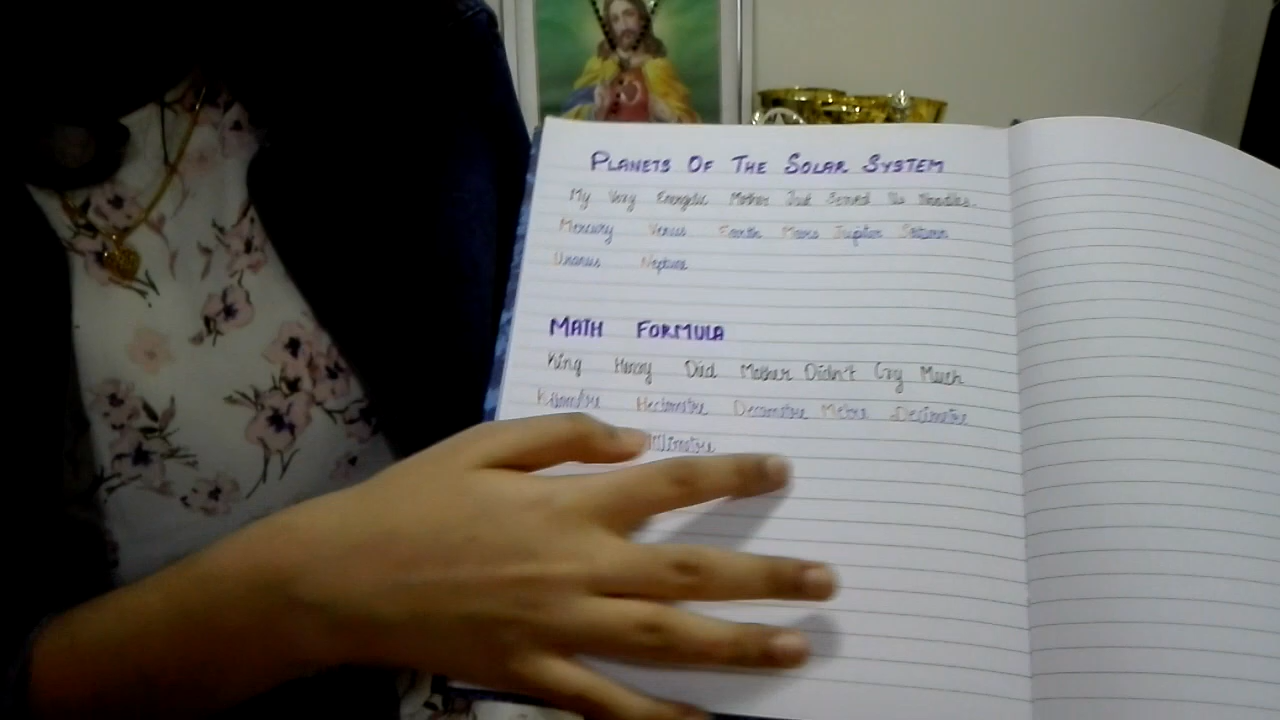 PLANETS OF THE SOLAR SYSTEM
My Very Energetic Mother Just Served Us Noodles.
Mercury Venus Earth Mars Jupiter Saturn
Uranus Neptune
MATH FORMULA
King Henry Died Mother Didn't Cry Much
Kilometre Hectometre Decametre Metre Decimetre
Millimetre